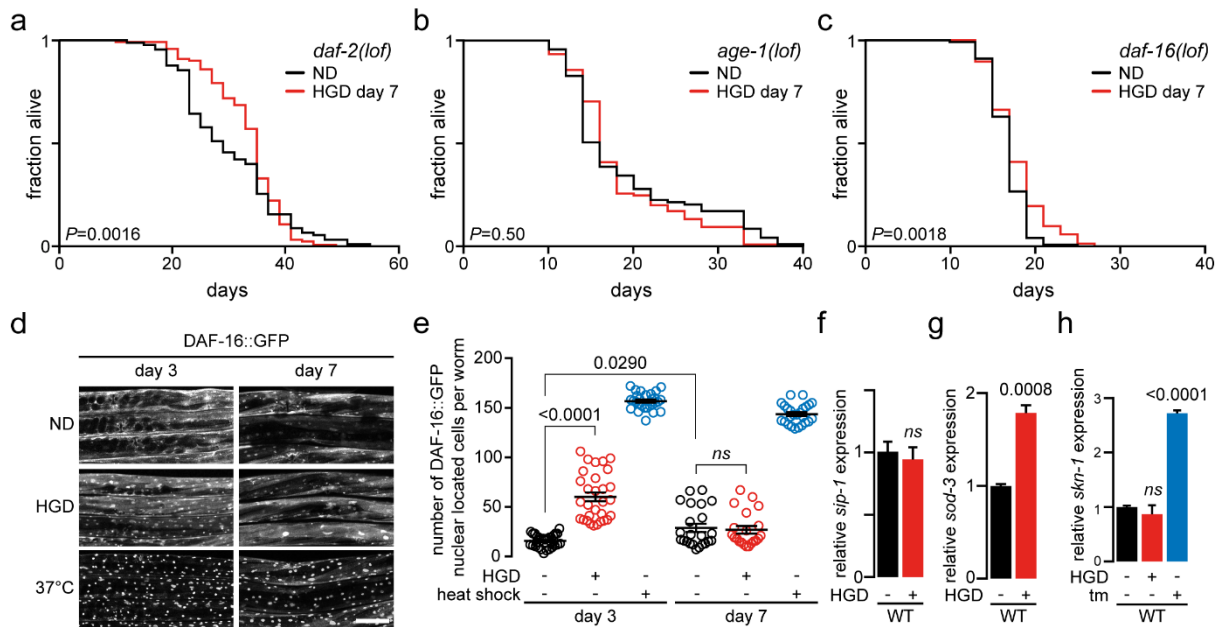 a
daf-2(lof)
ND
HGD day 7
fraction alive
1
0
P=0.0016
0 20 40 60
days
b
age-1(lof)
ND
HGD day 7
fraction alive
1
0
P=0.50
0 10 20 30 40
days
c
daf-16(lof)
ND
HGD day 7
fraction alive
1
0
P=0.0018
0 10 20 30 40
days
d
DAF-16::GFP
day 3 day 7
ND
HGD
37°C
e
number of DAF-16::GFP
nuclear located cells per worm
200
150
100
50
0
0.0290
<0.0001
ns
HGD - + - - + -
heat shock - - + - - +
day 3 day 7
f
relative sip-1 expression
1
0
ns
HGD - +
WT
g
relative sod-3 expression
2
1
0
0.0008
HGD - +
WT
h
relative skn-1 expression
3
2
1
0
<0.0001
ns
HGD - + -
tm - - +
WT